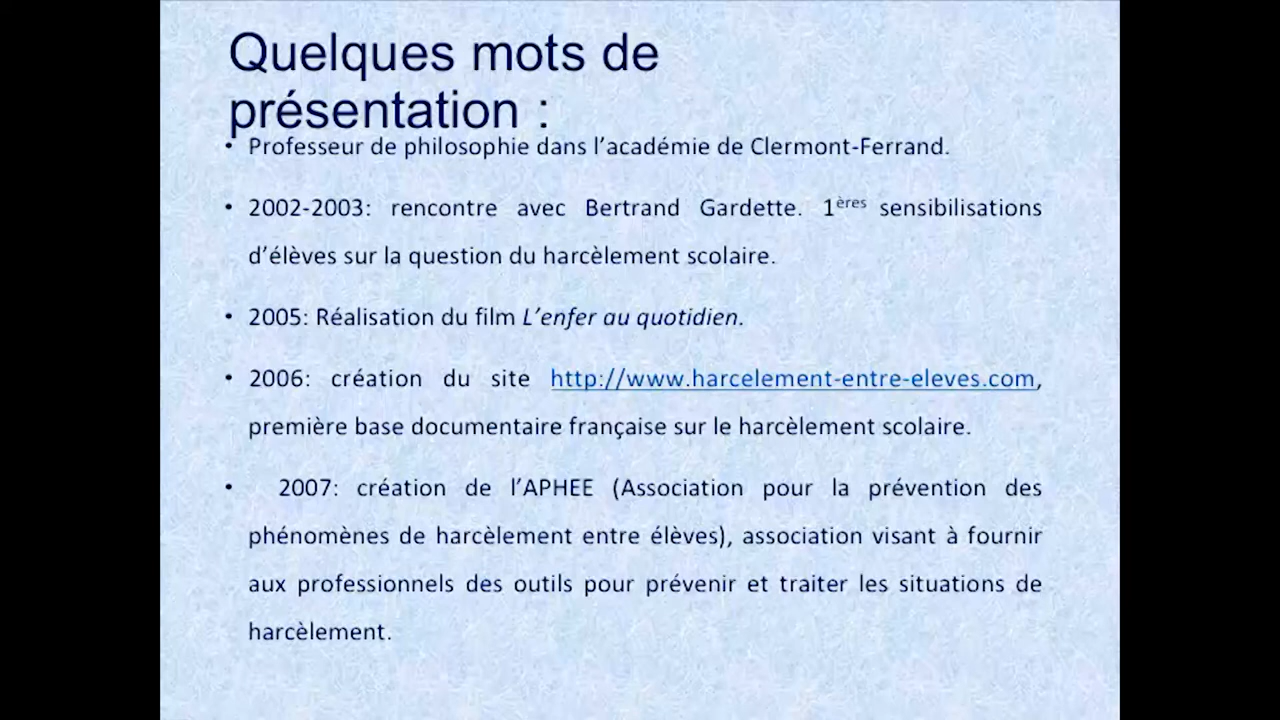 Quelques mots de
présentation :
• Professeur de philosophie dans l’académie de Clermont-Ferrand.
• 2002-2003: rencontre avec Bertrand Gardette. 1ères sensibilisations
d’élèves sur la question du harcèlement scolaire.
• 2005: Réalisation du film L’enfer au quotidien.
• 2006: création du site http://www.harcelement-entre-eleves.com,
première base documentaire française sur le harcèlement scolaire.
• 2007: création de l’APHEE (Association pour la prévention des
phénomènes de harcèlement entre élèves), association visant à fournir
aux professionnels des outils pour prévenir et traiter les situations de
harcèlement.